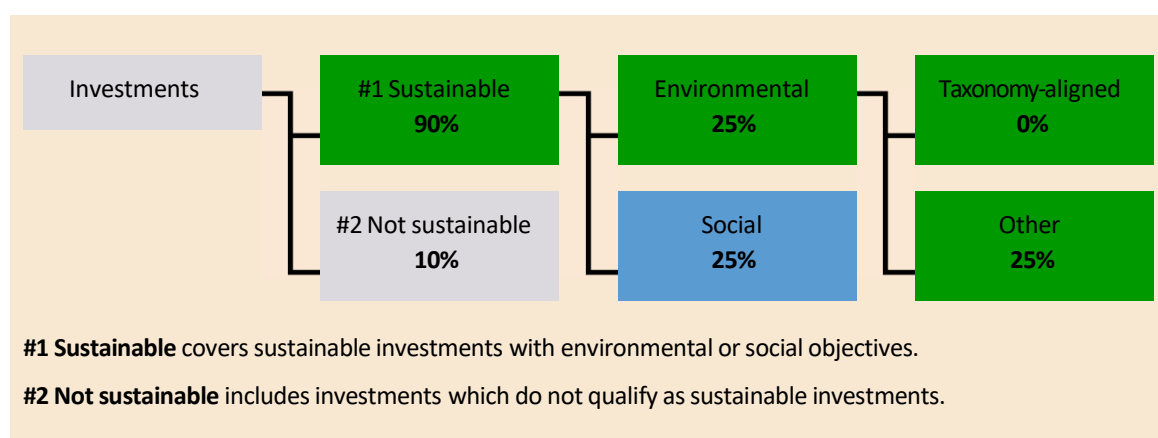 Investments
#1 Sustainable
90%
Environmental
25%
Taxonomy-aligned
0%
#2 Not sustainable
10%
Social
25%
Other
25%
#1 Sustainable covers sustainable investments with environmental or social objectives.
#2 Not sustainable includes investments which do not qualify as sustainable investments.